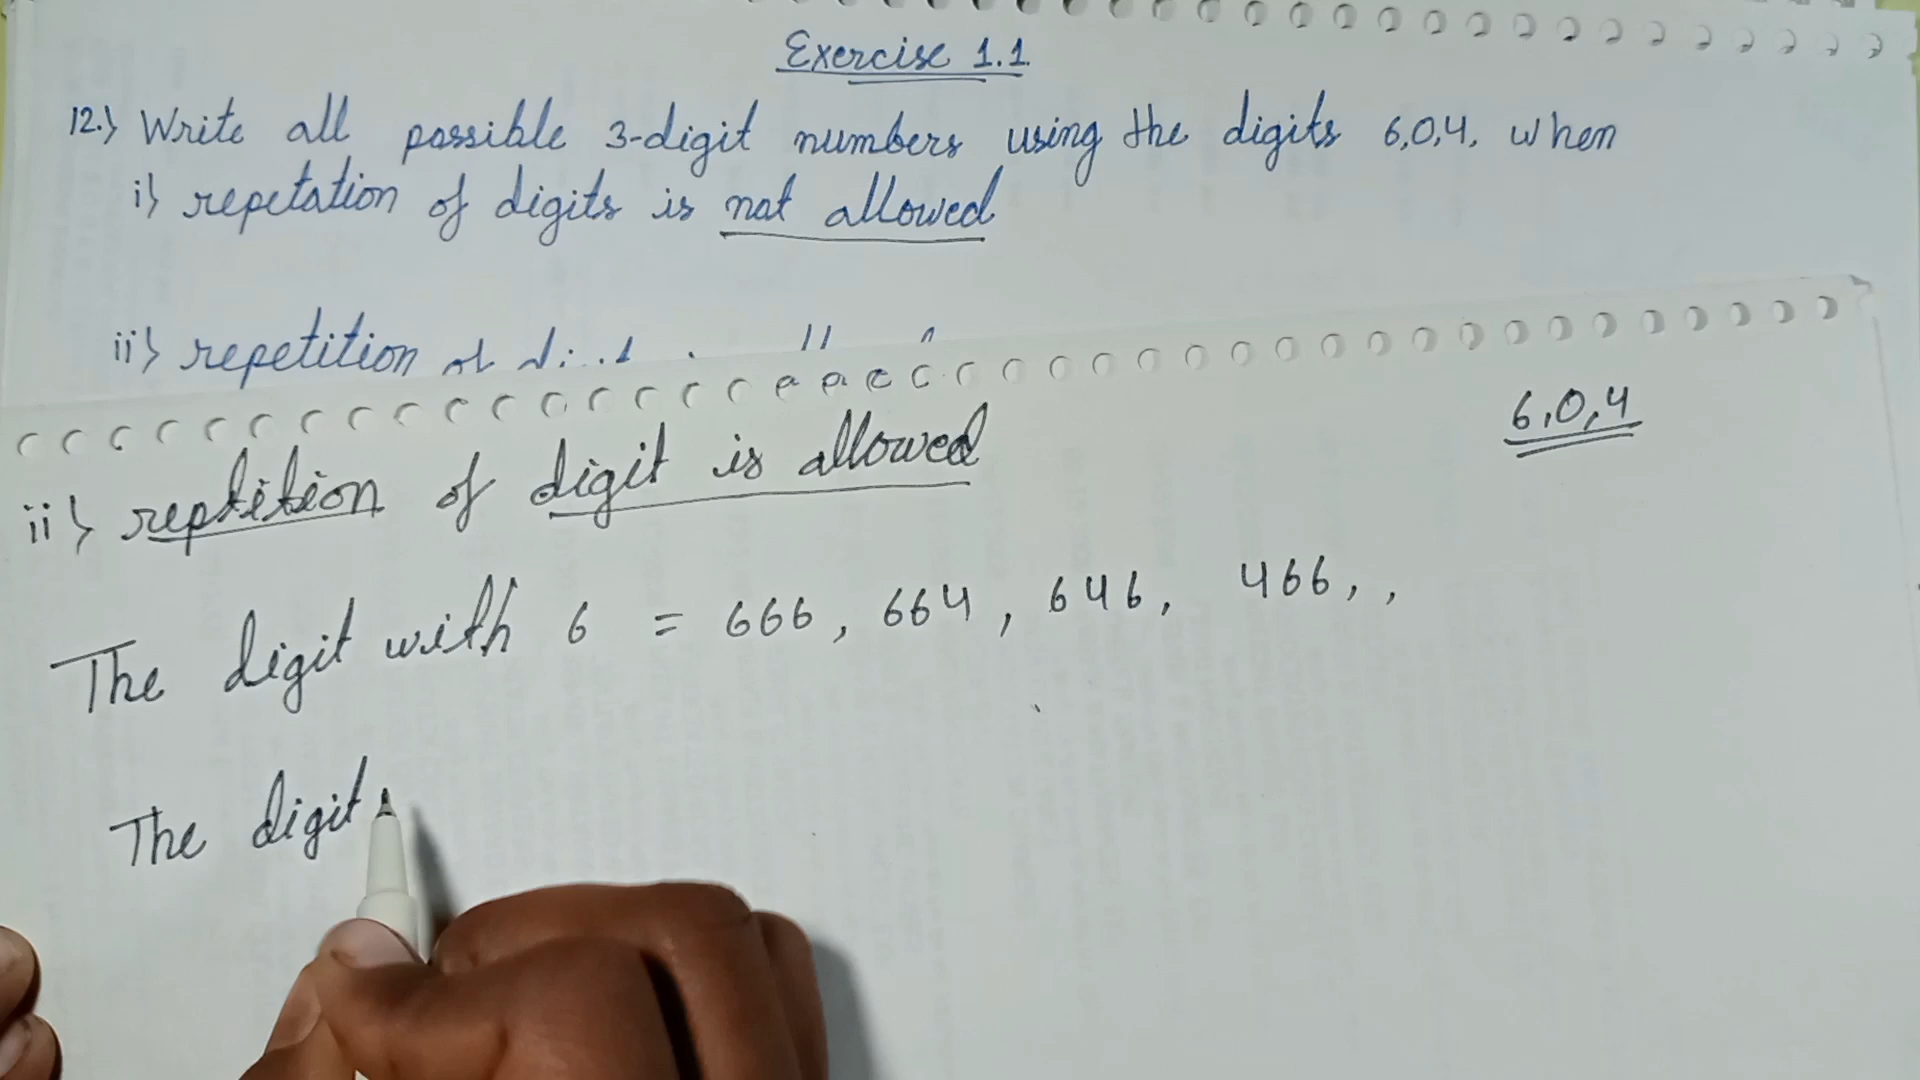 Exercise 1.1
12.) Write all possible 3-digit numbers using the digits 6,0,4, when
i) repetation of digits is not allowed
ii) repetition of
6,0,4
ii) reptition of digit is allowed
The digit with 6 = 666, 664, 646, 466, ,
The digit